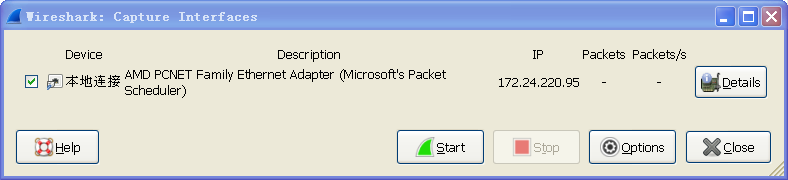 Wireshark: Capture Interfaces
Device Description IP Packets Packets/s
本地连接 AMD PCNET Family Ethernet Adapter (Microsoft's Packet Scheduler) 172.24.220.95 - - Details
Help Start Stop Options Close